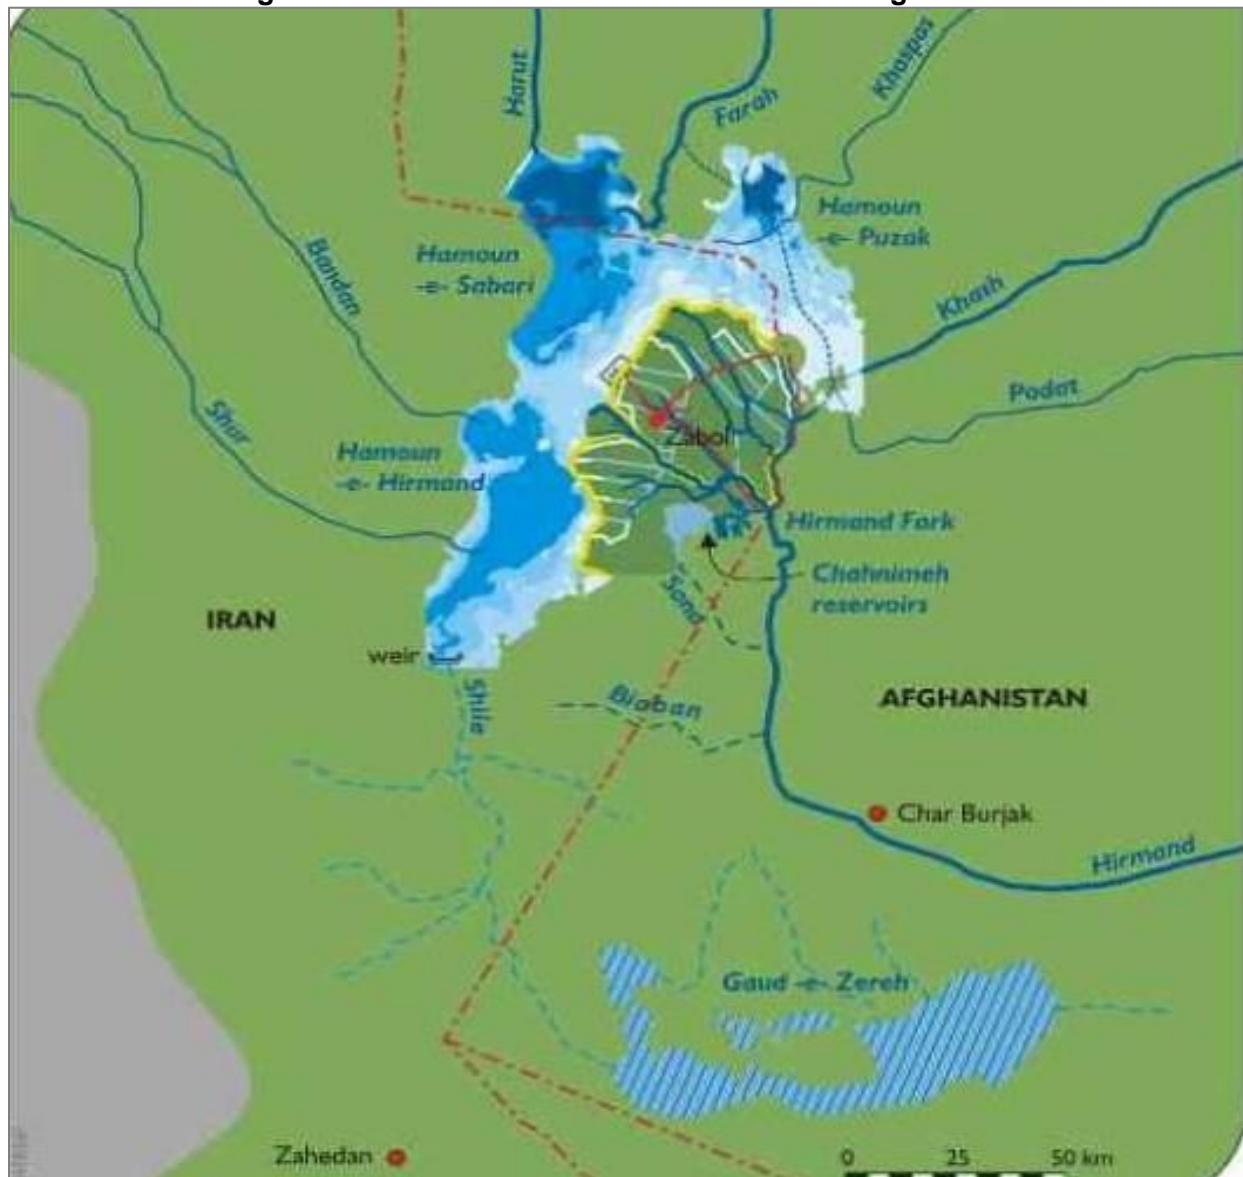 Harut
Farah
Khaspas
Hamoun
-e- Puzak
Hamoun
-e- Sabari
Bandan
Khash
Podat
Shur
Zabol
Hamoun
-e- Hirmand
Hirmand Fork
Chahnimeh
reservoirs
Sand
IRAN
weir
Shile
Biaban
AFGHANISTAN
Char Burjak
Hirmand
Gaud -e- Zereh
Zahedan
0 25 50 km